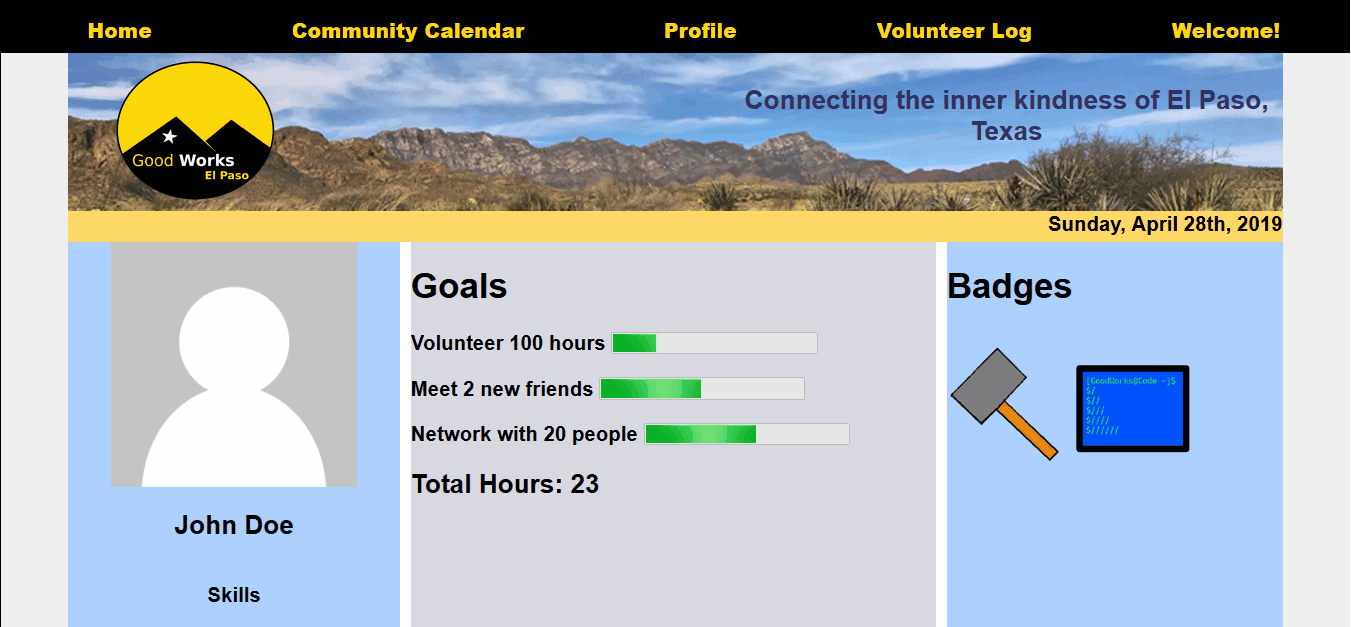 Home Community Calendar Profile Volunteer Log Welcome!
Good Works
El Paso
Connecting the inner kindness of El Paso,
Texas
Sunday, April 28th, 2019
John Doe
Skills
Goals
Volunteer 100 hours
Meet 2 new friends
Network with 20 people
Total Hours: 23
Badges
[GoodWorks@Code ~]$
$/
$//
$///
$////
$//////